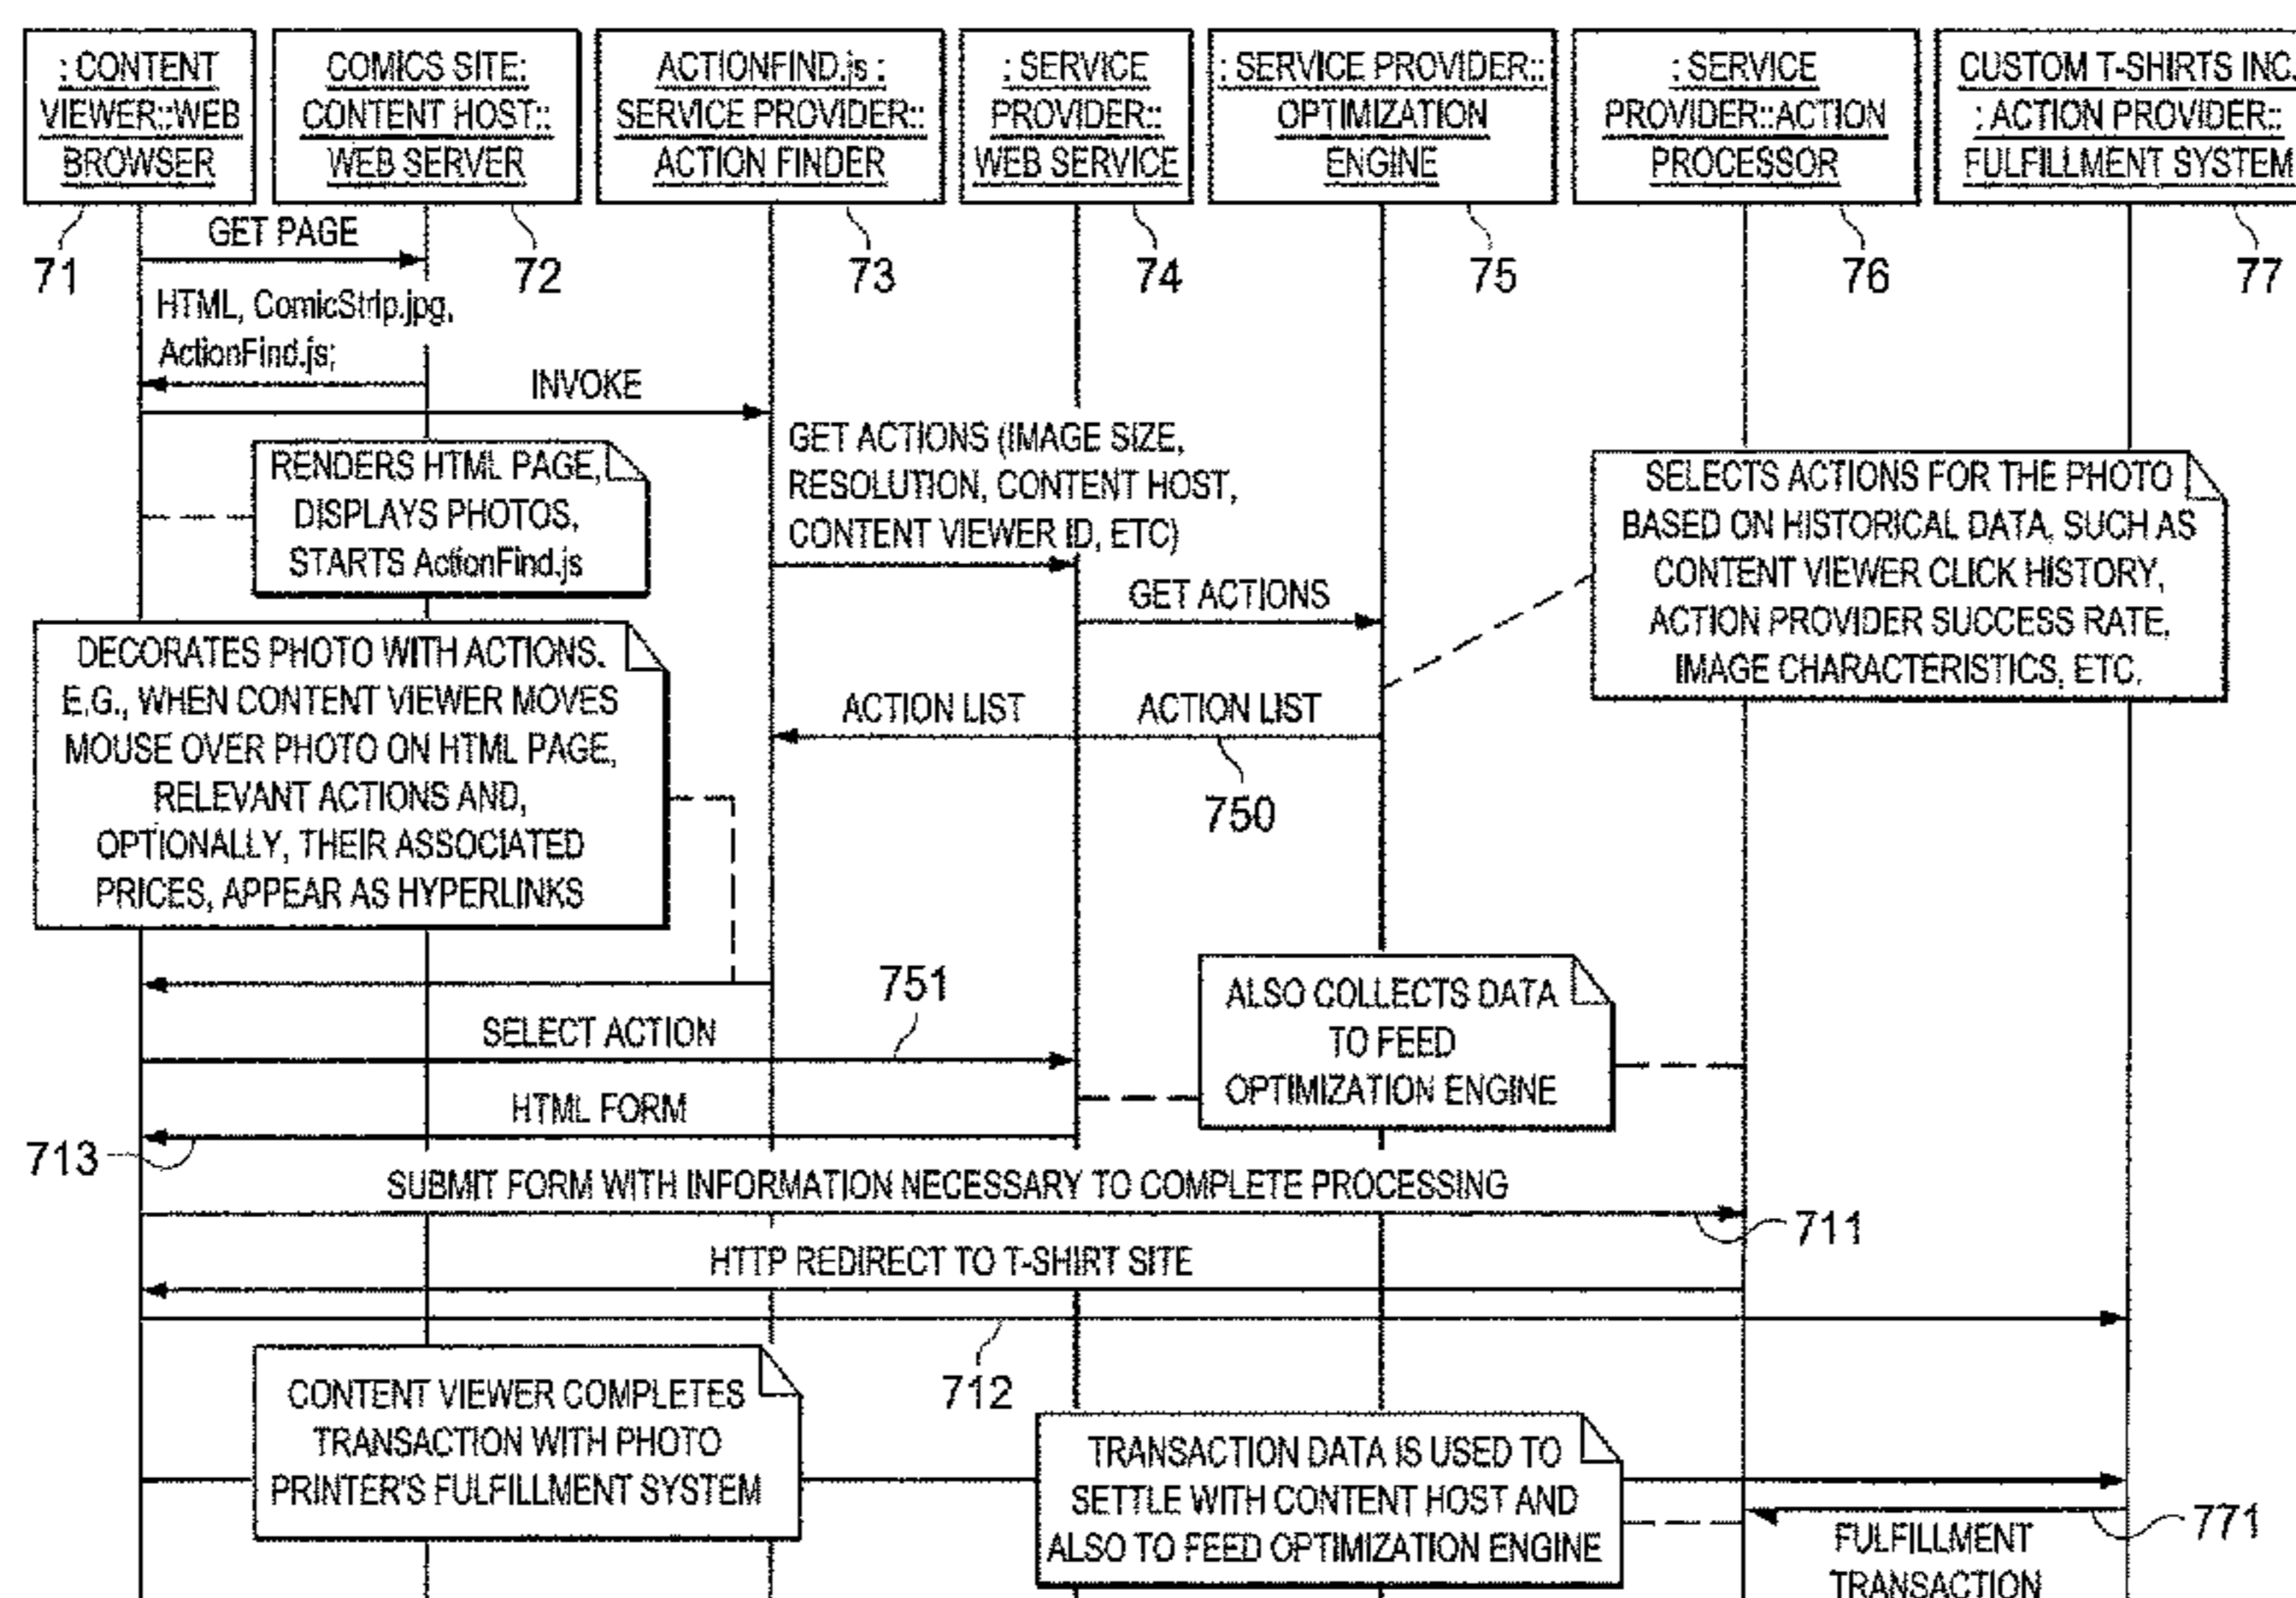 : CONTENT
VIEWER::WEB
BROWSER
COMICS SITE:
CONTENT HOST::
WEB SERVER
ACTIONFIND.js :
SERVICE PROVIDER::
ACTION FINDER
: SERVICE
PROVIDER::
WEB SERVICE
: SERVICE PROVIDER::
OPTIMIZATION
ENGINE
: SERVICE
PROVIDER::ACTION
PROCESSOR
CUSTOM T-SHIRTS INC.
: ACTION PROVIDER::
FULFILLMENT SYSTEM
71
72
73
74
75
76
77
GET PAGE
HTML, ComicStrip.jpg,
ActionFind.js;
INVOKE
RENDERS HTML PAGE,
DISPLAYS PHOTOS,
STARTS ActionFind.js
GET ACTIONS (IMAGE SIZE,
RESOLUTION, CONTENT HOST,
CONTENT VIEWER ID, ETC)
GET ACTIONS
SELECTS ACTIONS FOR THE PHOTO
BASED ON HISTORICAL DATA, SUCH AS
CONTENT VIEWER CLICK HISTORY,
ACTION PROVIDER SUCCESS RATE,
IMAGE CHARACTERISTICS, ETC.
DECORATES PHOTO WITH ACTIONS.
E.G., WHEN CONTENT VIEWER MOVES
MOUSE OVER PHOTO ON HTML PAGE,
RELEVANT ACTIONS AND,
OPTIONALLY, THEIR ASSOCIATED
PRICES, APPEAR AS HYPERLINKS
ACTION LIST
ACTION LIST
750
751
SELECT ACTION
ALSO COLLECTS DATA
TO FEED
OPTIMIZATION ENGINE
HTML FORM
713
SUBMIT FORM WITH INFORMATION NECESSARY TO COMPLETE PROCESSING
711
HTTP REDIRECT TO T-SHIRT SITE
712
CONTENT VIEWER COMPLETES
TRANSACTION WITH PHOTO
PRINTER'S FULFILLMENT SYSTEM
TRANSACTION DATA IS USED TO
SETTLE WITH CONTENT HOST AND
ALSO TO FEED OPTIMIZATION ENGINE
771
FULFILLMENT
TRANSACTION